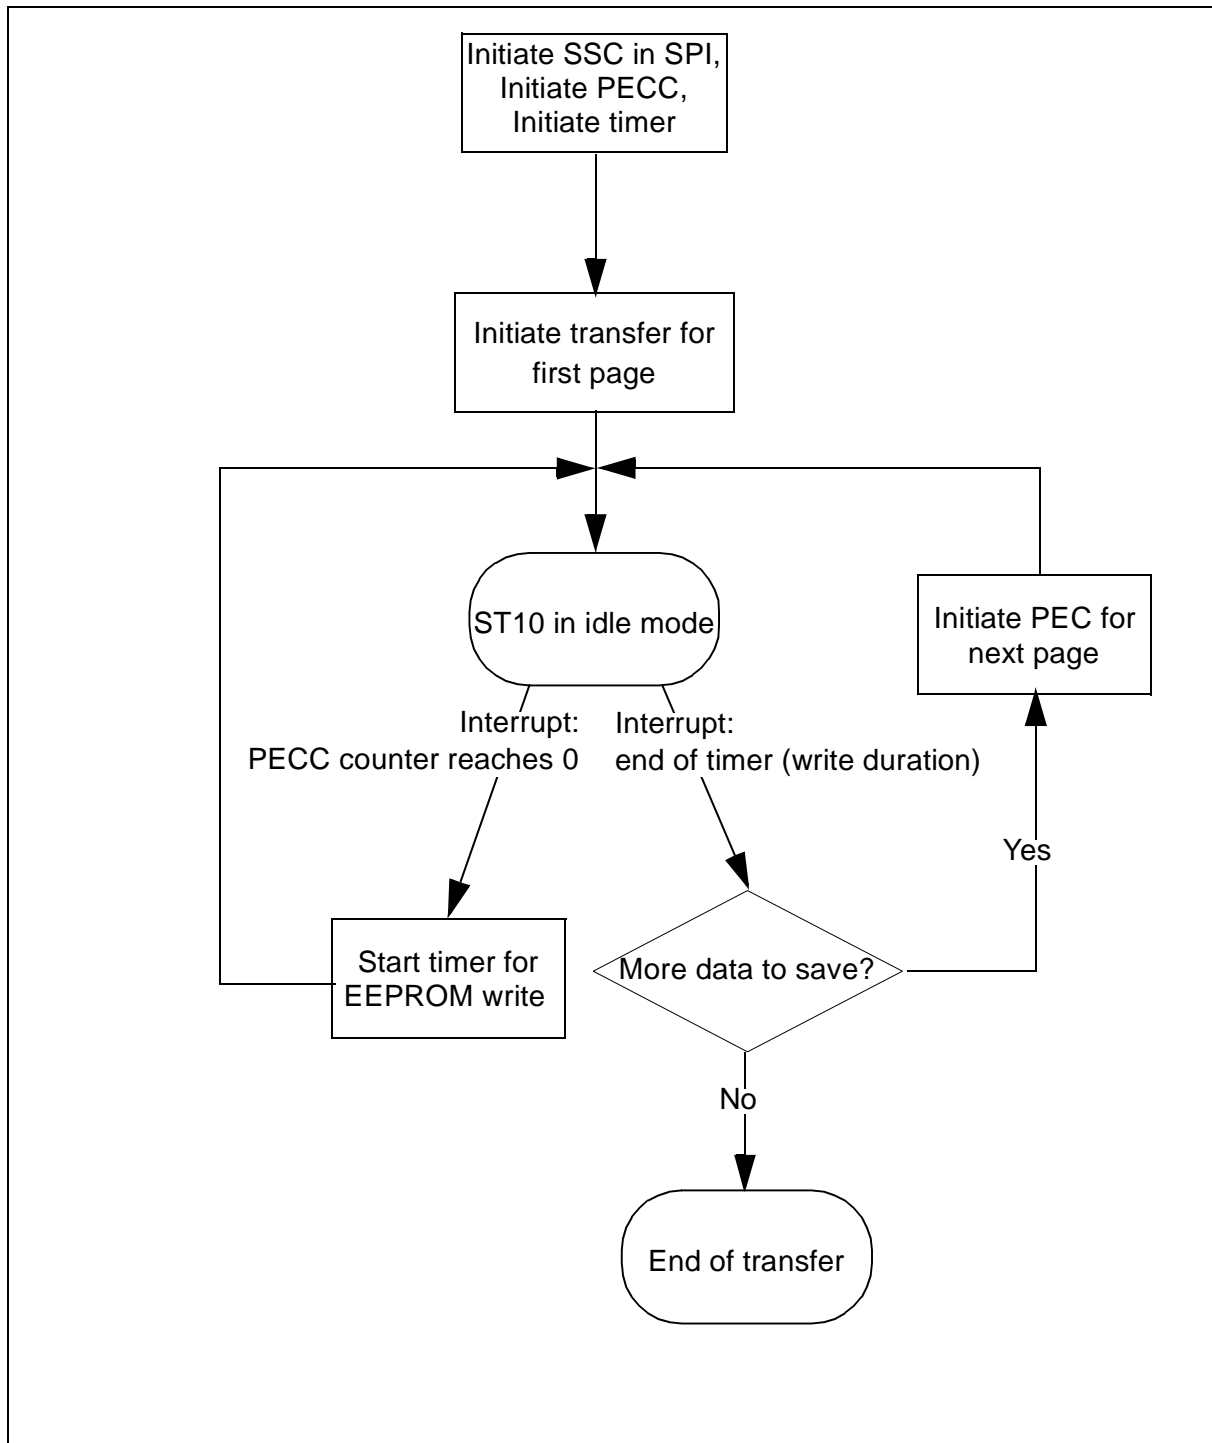 Initiate SSC in SPI,
Initiate PECC,
Initiate timer
Initiate transfer for
first page
ST10 in idle mode
Initiate PEC for
next page
Interrupt:
PECC counter reaches 0
Interrupt:
end of timer (write duration)
Yes
Start timer for
EEPROM write
More data to save?
No
End of transfer